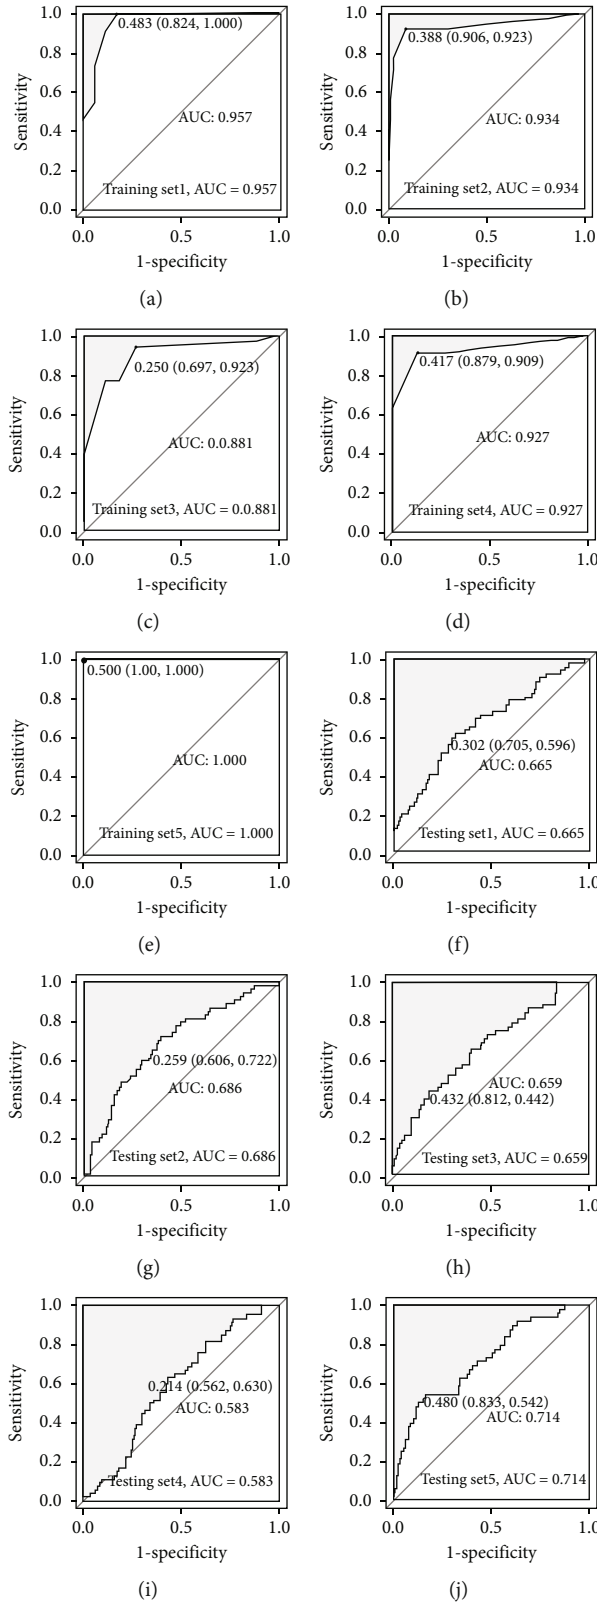 1.0
0.8
0.6
0.4
0.2
0.0
Sensitivity
0.483 (0.824, 1.000)
AUC: 0.957
Training set1, AUC = 0.957
0.0 0.5 1.0
1-specificity
(a)
1.0
0.8
0.6
0.4
0.2
0.0
Sensitivity
0.388 (0.906, 0.923)
AUC: 0.934
Training set2, AUC = 0.934
0.0 0.5 1.0
1-specificity
(b)
1.0
0.8
0.6
0.4
0.2
0.0
Sensitivity
0.250 (0.697, 0.923)
AUC: 0.0.881
Training set3, AUC = 0.0.881
0.0 0.5 1.0
1-specificity
(c)
1.0
0.8
0.6
0.4
0.2
0.0
Sensitivity
0.417 (0.879, 0.909)
AUC: 0.927
Training set4, AUC = 0.927
0.0 0.5 1.0
1-specificity
(d)
1.0
0.8
0.6
0.4
0.2
0.0
Sensitivity
0.500 (1.00, 1.000)
AUC: 1.000
Training set5, AUC = 1.000
0.0 0.5 1.0
1-specificity
(e)
1.0
0.8
0.6
0.4
0.2
0.0
Sensitivity
0.302 (0.705, 0.596)
AUC: 0.665
Testing set1, AUC = 0.665
0.0 0.5 1.0
1-specificity
(f)
1.0
0.8
0.6
0.4
0.2
0.0
Sensitivity
0.259 (0.606, 0.722)
AUC: 0.686
Testing set2, AUC = 0.686
0.0 0.5 1.0
1-specificity
(g)
1.0
0.8
0.6
0.4
0.2
0.0
Sensitivity
AUC: 0.659
0.432 (0.812, 0.442)
Testing set3, AUC = 0.659
0.0 0.5 1.0
1-specificity
(h)
1.0
0.8
0.6
0.4
0.2
0.0
Sensitivity
0.214 (0.562, 0.630)
AUC: 0.583
Testing set4, AUC = 0.583
0.0 0.5 1.0
1-specificity
(i)
1.0
0.8
0.6
0.4
0.2
0.0
Sensitivity
0.480 (0.833, 0.542)
AUC: 0.714
Testing set5, AUC = 0.714
0.0 0.5 1.0
1-specificity
(j)